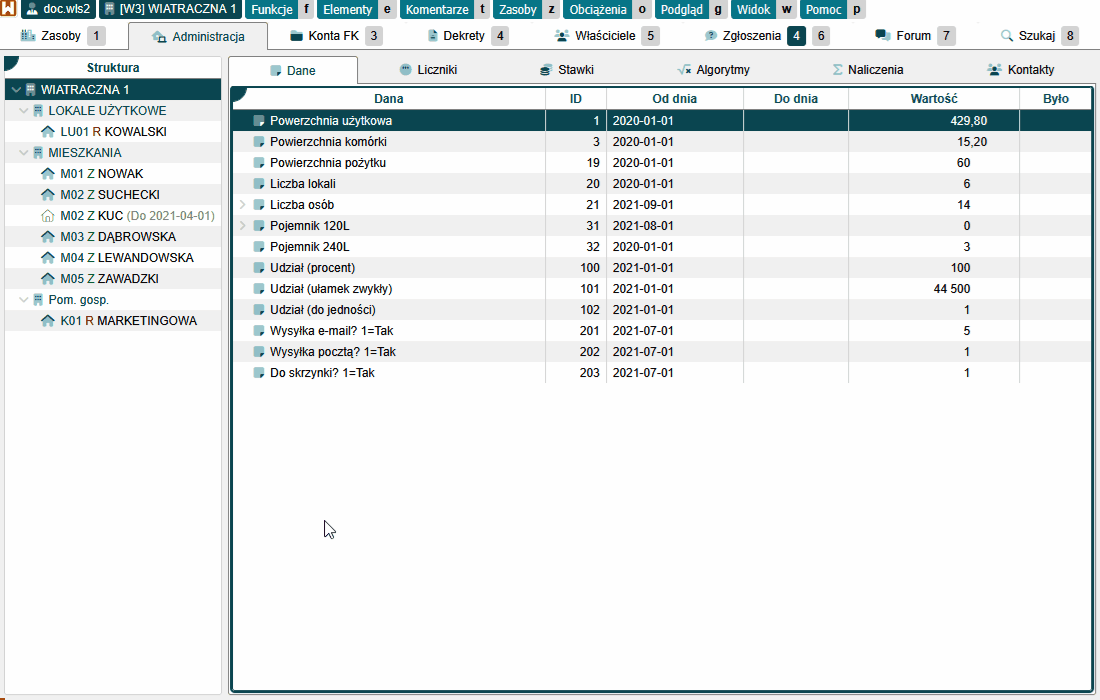 doc.wls2 [W3] WIATRACZNA 1 Funkcje f Elementy e Komentarze t Zasoby z Obciążenia o Podgląd g Widok w Pomoc p
Zasoby 1 Administracja Konta FK 3 Dekrety 4 Właściciele 5 Zgłoszenia 4 6 Forum 7 Szukaj 8
Struktura
WIATRACZNA 1
LOKALE UŻYTKOWE
LU01 R KOWALSKI
MIESZKANIA
M01 Z NOWAK
M02 Z SUCHECKI
M02 Z KUC (Do 2021-04-01)
M03 Z DĄBROWSKA
M04 Z LEWANDOWSKA
M05 Z ZAWADZKI
Pom. gosp.
K01 R MARKETINGOWA
Dane Liczniki Stawki Algorytmy Naliczenia Kontakty
Dana ID Od dnia Do dnia Wartość Było
Powerzchnia użytkowa 1 2020-01-01 429,80
Powierzchnia komórki 3 2020-01-01 15,20
Powierzchnia pożytku 19 2020-01-01 60
Liczba lokali 20 2020-01-01 6
Liczba osób 21 2021-09-01 14
Pojemnik 120L 31 2021-08-01 0
Pojemnik 240L 32 2020-01-01 3
Udział (procent) 100 2021-01-01 100
Udział (ułamek zwykły) 101 2021-01-01 44 500
Udział (do jedności) 102 2021-01-01 1
Wysyłka e-mail? 1=Tak 201 2021-07-01 5
Wysyłka pocztą? 1=Tak 202 2021-07-01 1
Do skrzynki? 1=Tak 203 2021-07-01 1